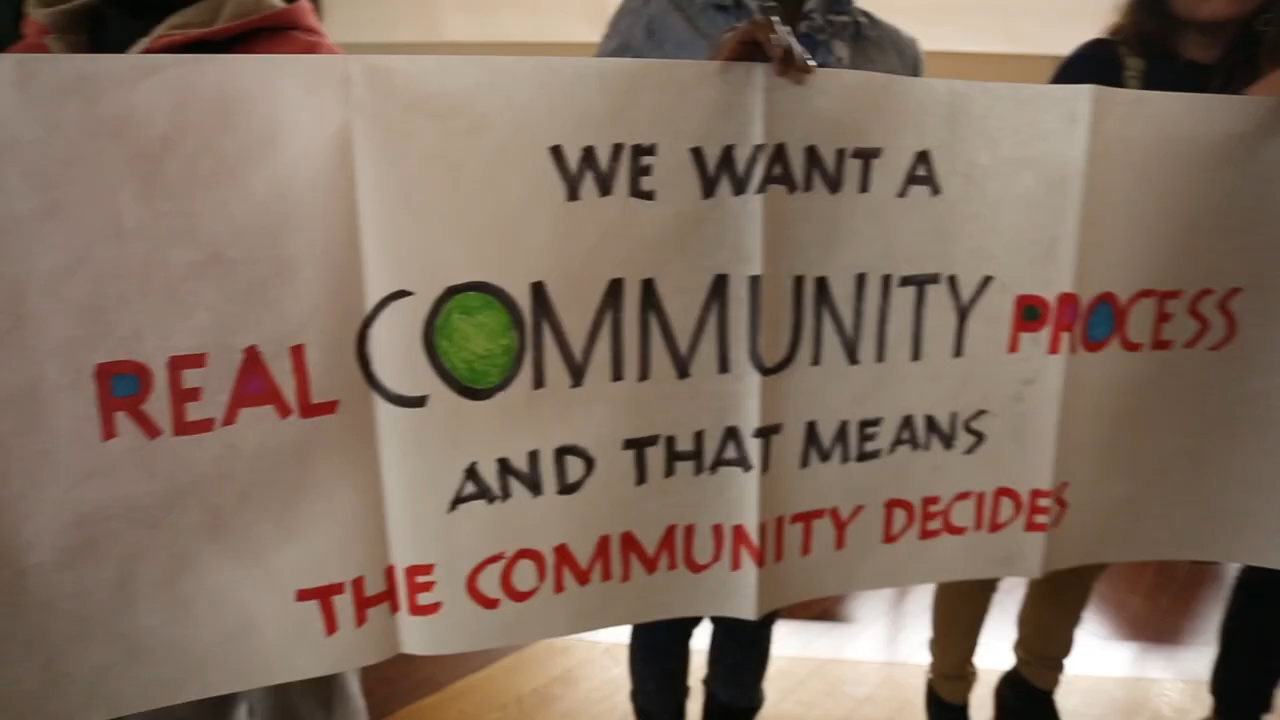 WE WANT A
REAL COMMUNITY PROCESS
AND THAT MEANS
THE COMMUNITY DECIDES